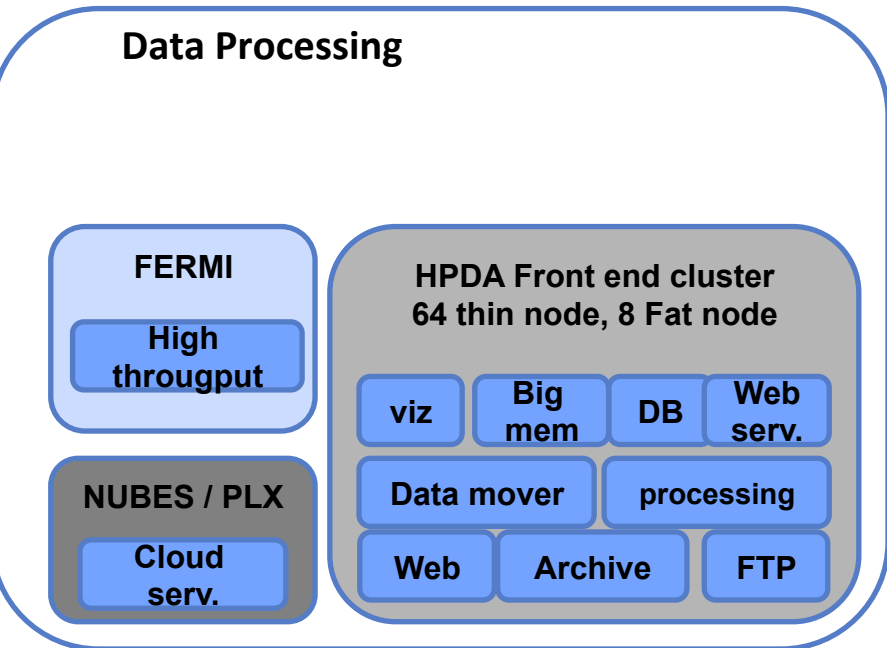 Data Processing
FERMI
High
througput
NUBES / PLX
Cloud
serv.
HPDA Front end cluster
64 thin node, 8 Fat node
viz
Big
mem
DB
Web
serv.
Data mover
processing
Web
Archive
FTP